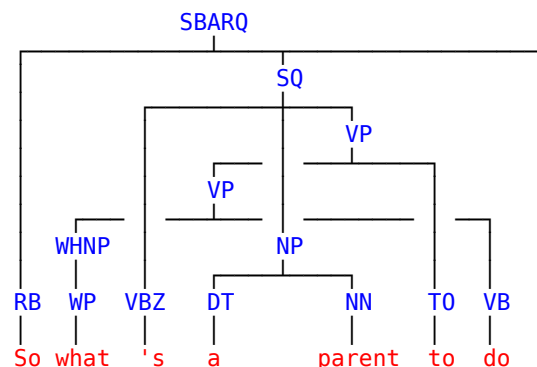 SBARQ
SQ
VP
VP
WHNP NP
RB WP VBZ DT NN TO VB
So what 's a parent to do